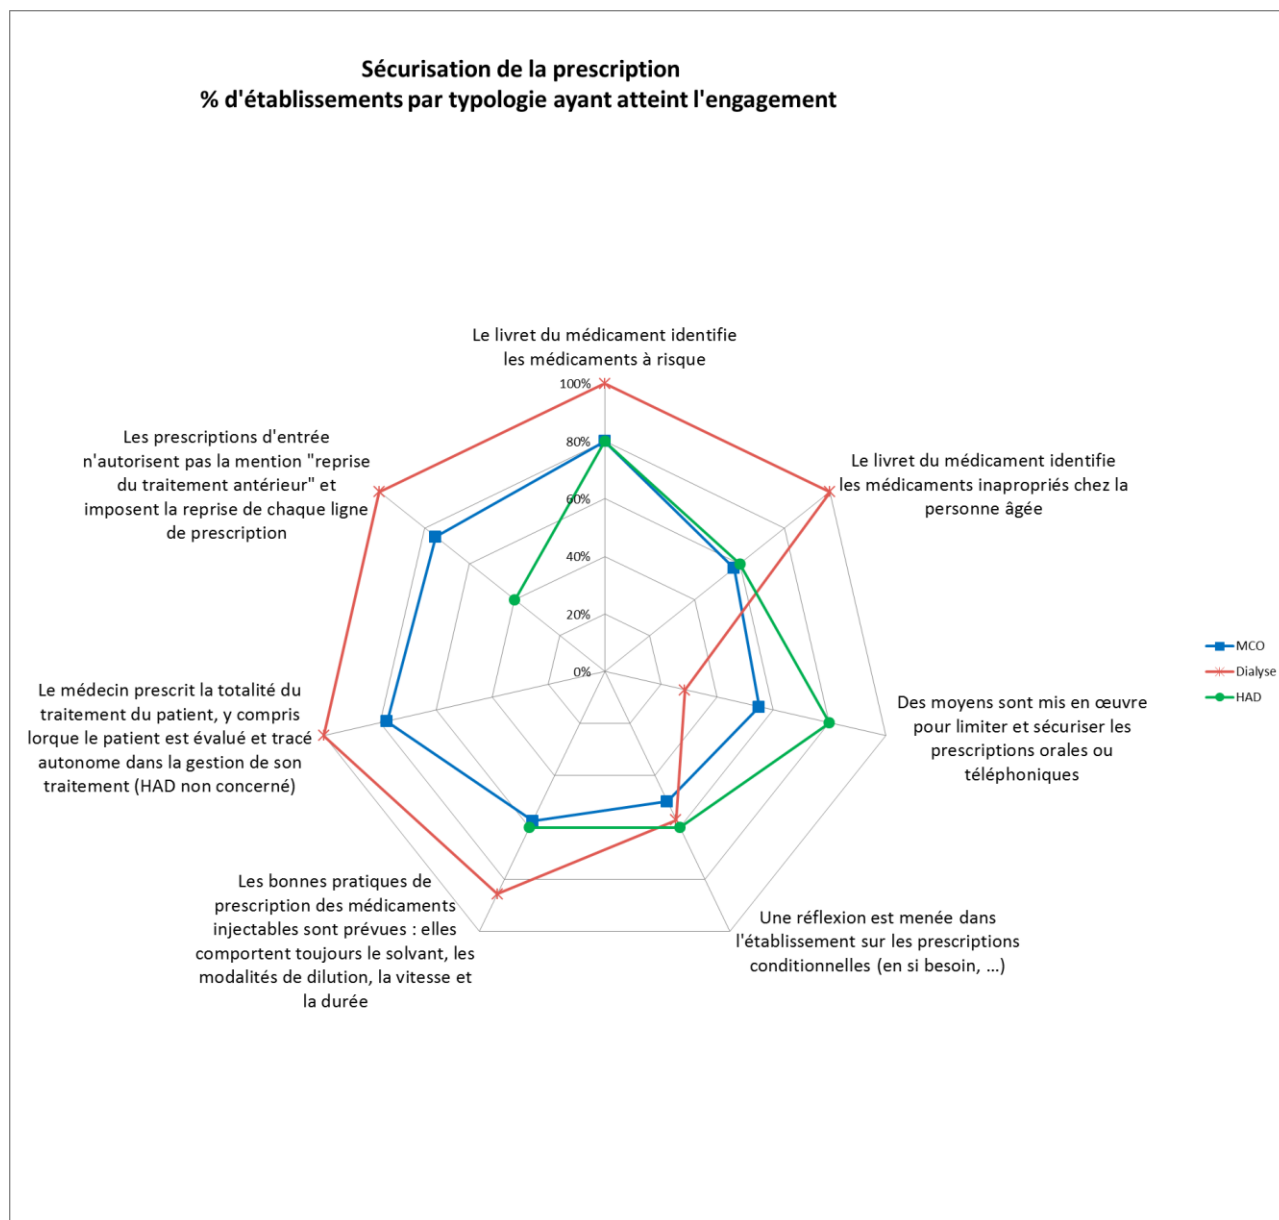 Sécurisation de la prescription
% d'établissements par typologie ayant atteint l'engagement
Le livret du médicament identifie
les médicaments à risque
100%
80%
60%
40%
20%
0%
Le livret du médicament identifie
les médicaments inapropriés chez la
personne âgée
Des moyens sont mis en œuvre
pour limiter et sécuriser les
prescriptions orales ou
téléphoniques
Une réflexion est menée dans
l'établissement sur les prescriptions
conditionnelles (en si besoin, ...)
Les bonnes pratiques de
prescription des médicaments
injectables sont prévues : elles
comportent toujours le solvant, les
modalités de dilution, la vitesse et
la durée
Le médecin prescrit la totalité du
traitement du patient, y compris
lorque le patient est évalué et tracé
autonome dans la gestion de son
traitement (HAD non concerné)
Les prescriptions d'entrée
n'autorisent pas la mention "reprise
du traitement antérieur" et
imposent la reprise de chaque ligne
de prescription
MCO
Dialyse
HAD